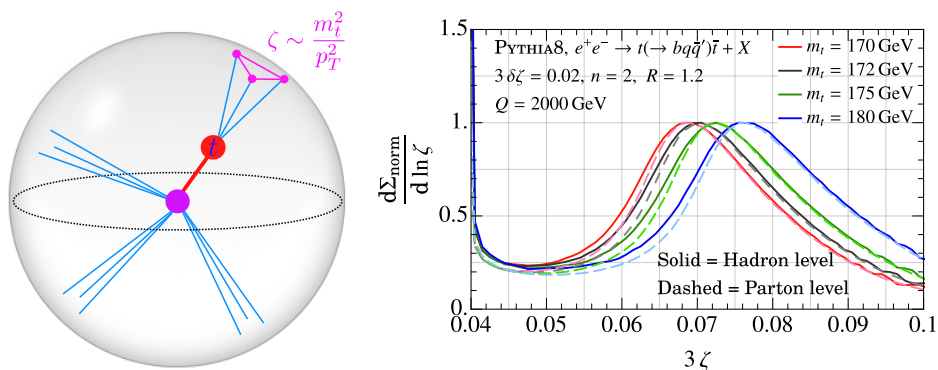 ζ ~ m_t^2 / p_T^2
t
PYTHIA8, e⁺e⁻ → t(→ bqq̄′)t̄ + X
3 δζ = 0.02, n = 2, R = 1.2
Q = 2000 GeV
m_t = 170 GeV
m_t = 172 GeV
m_t = 175 GeV
m_t = 180 GeV
dΣ_norm / d ln ζ
1.5
1.
0.5
0.
Solid = Hadron level
Dashed = Parton level
0.04 0.05 0.06 0.07 0.08 0.09 0.1
3 ζ